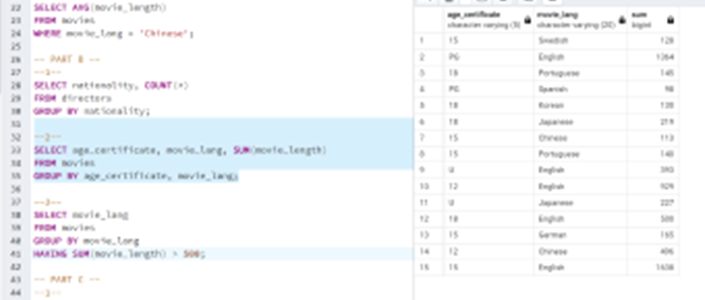 22 SELECT AVG(movie_length)
23 FROM movies
24 WHERE movie_lang = 'Chinese';
25
26 -- PART B --
27 --1--
28 SELECT nationality, COUNT(*)
29 FROM directors
30 GROUP BY nationality;
31
32 --2--
33 SELECT age_certificate, movie_lang, SUM(movie_length)
34 FROM movies
35 GROUP BY age_certificate, movie_lang;
36
37 --3--
38 SELECT movie_lang
39 FROM movies
40 GROUP BY movie_lang
41 HAVING SUM(movie_length) > 500;
42
43 -- PART C --
44 --1--
age_certificate movie_lang sum
character varying (5) character varying (20) bigint
1 15 Swedish 128
2 PG English 1364
3 18 Portuguese 145
4 PG Spanish 98
5 18 Korean 130
6 18 Japanese 219
7 15 Chinese 113
8 15 Portuguese 140
9 U English
10 12 English 929
11 U Japanese 227
12 18 English
13 15 German 165
14 12 Chinese 406
15 15 English